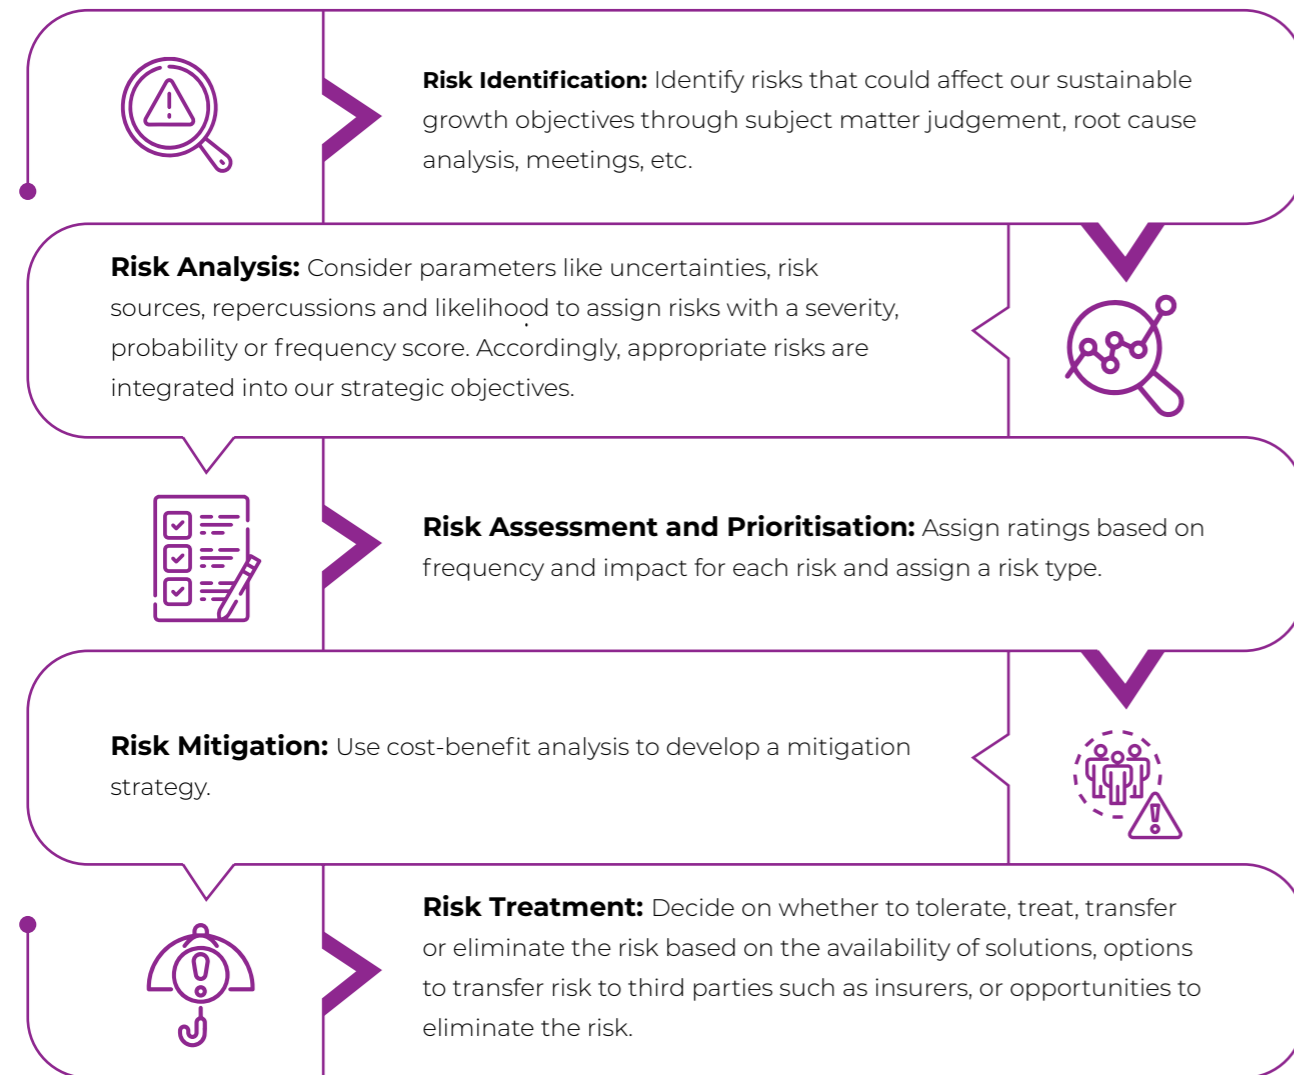 Risk Identification: Identify risks that could affect our sustainable
growth objectives through subject matter judgement, root cause
analysis, meetings, etc.
Risk Analysis: Consider parameters like uncertainties, risk
sources, repercussions and likelihood to assign risks with a severity,
probability or frequency score. Accordingly, appropriate risks are
integrated into our strategic objectives.
Risk Assessment and Prioritisation: Assign ratings based on
frequency and impact for each risk and assign a risk type.
Risk Mitigation: Use cost-benefit analysis to develop a mitigation
strategy.
Risk Treatment: Decide on whether to tolerate, treat, transfer
or eliminate the risk based on the availability of solutions, options
to transfer risk to third parties such as insurers, or opportunities to
eliminate the risk.